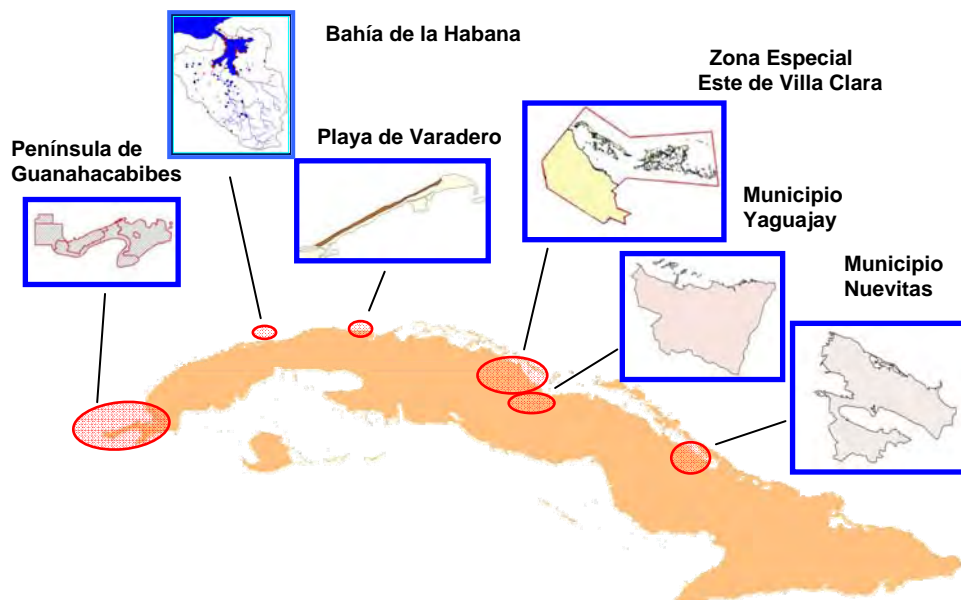 Bahía de la Habana
Zona Especial
Este de Villa Clara
Playa de Varadero
Península de
Guanahacabibes
Municipio
Yaguajay
Municipio
Nuevitas